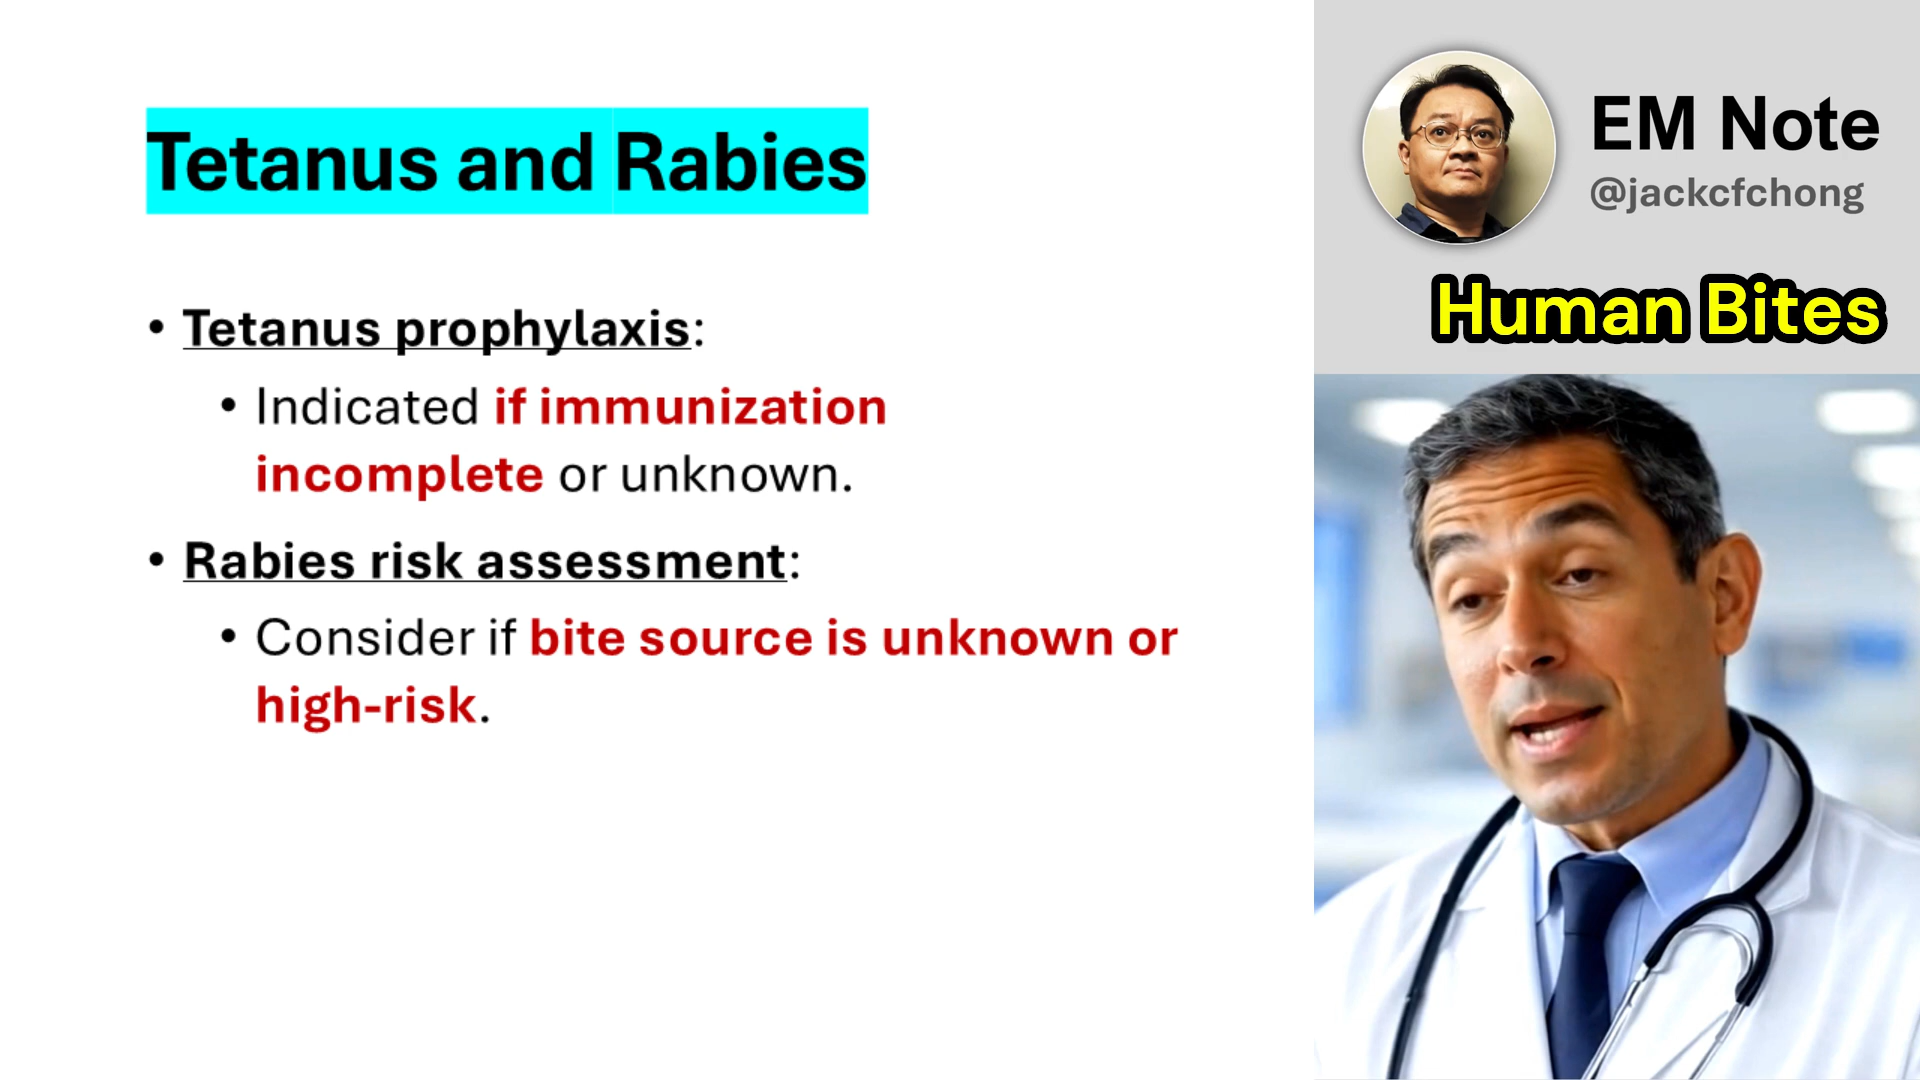 Tetanus and Rabies
• Tetanus prophylaxis:
• Indicated if immunization
incomplete or unknown.
• Rabies risk assessment:
• Consider if bite source is unknown or
high-risk.
EM Note
@jackcfchong
Human Bites